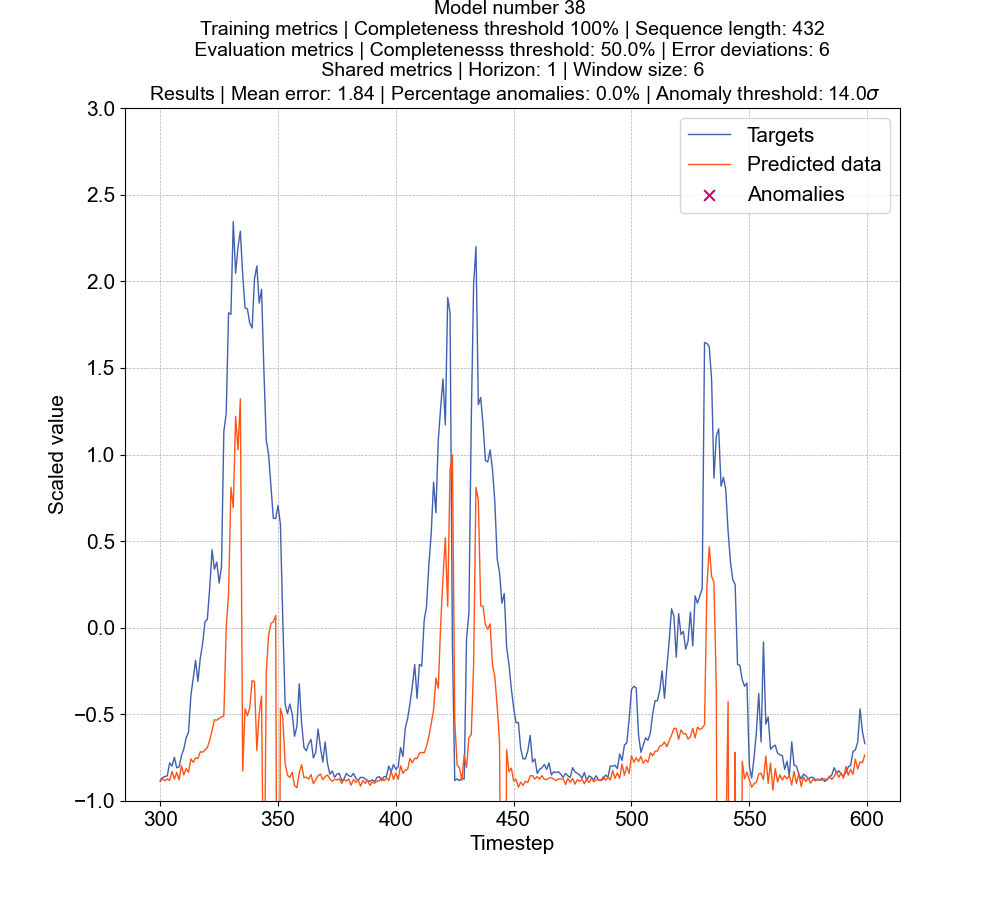 Model number 38
Training metrics | Completeness threshold 100% | Sequence length: 432
Evaluation metrics | Completenesss threshold: 50.0% | Error deviations: 6
Shared metrics | Horizon: 1 | Window size: 6
Results | Mean error: 1.84 | Percentage anomalies: 0.0% | Anomaly threshold: 14.0σ
Targets
Predicted data
Anomalies
Scaled value
3.0
2.5
2.0
1.5
1.0
0.5
0.0
−0.5
−1.0
300 350 400 450 500 550 600
Timestep